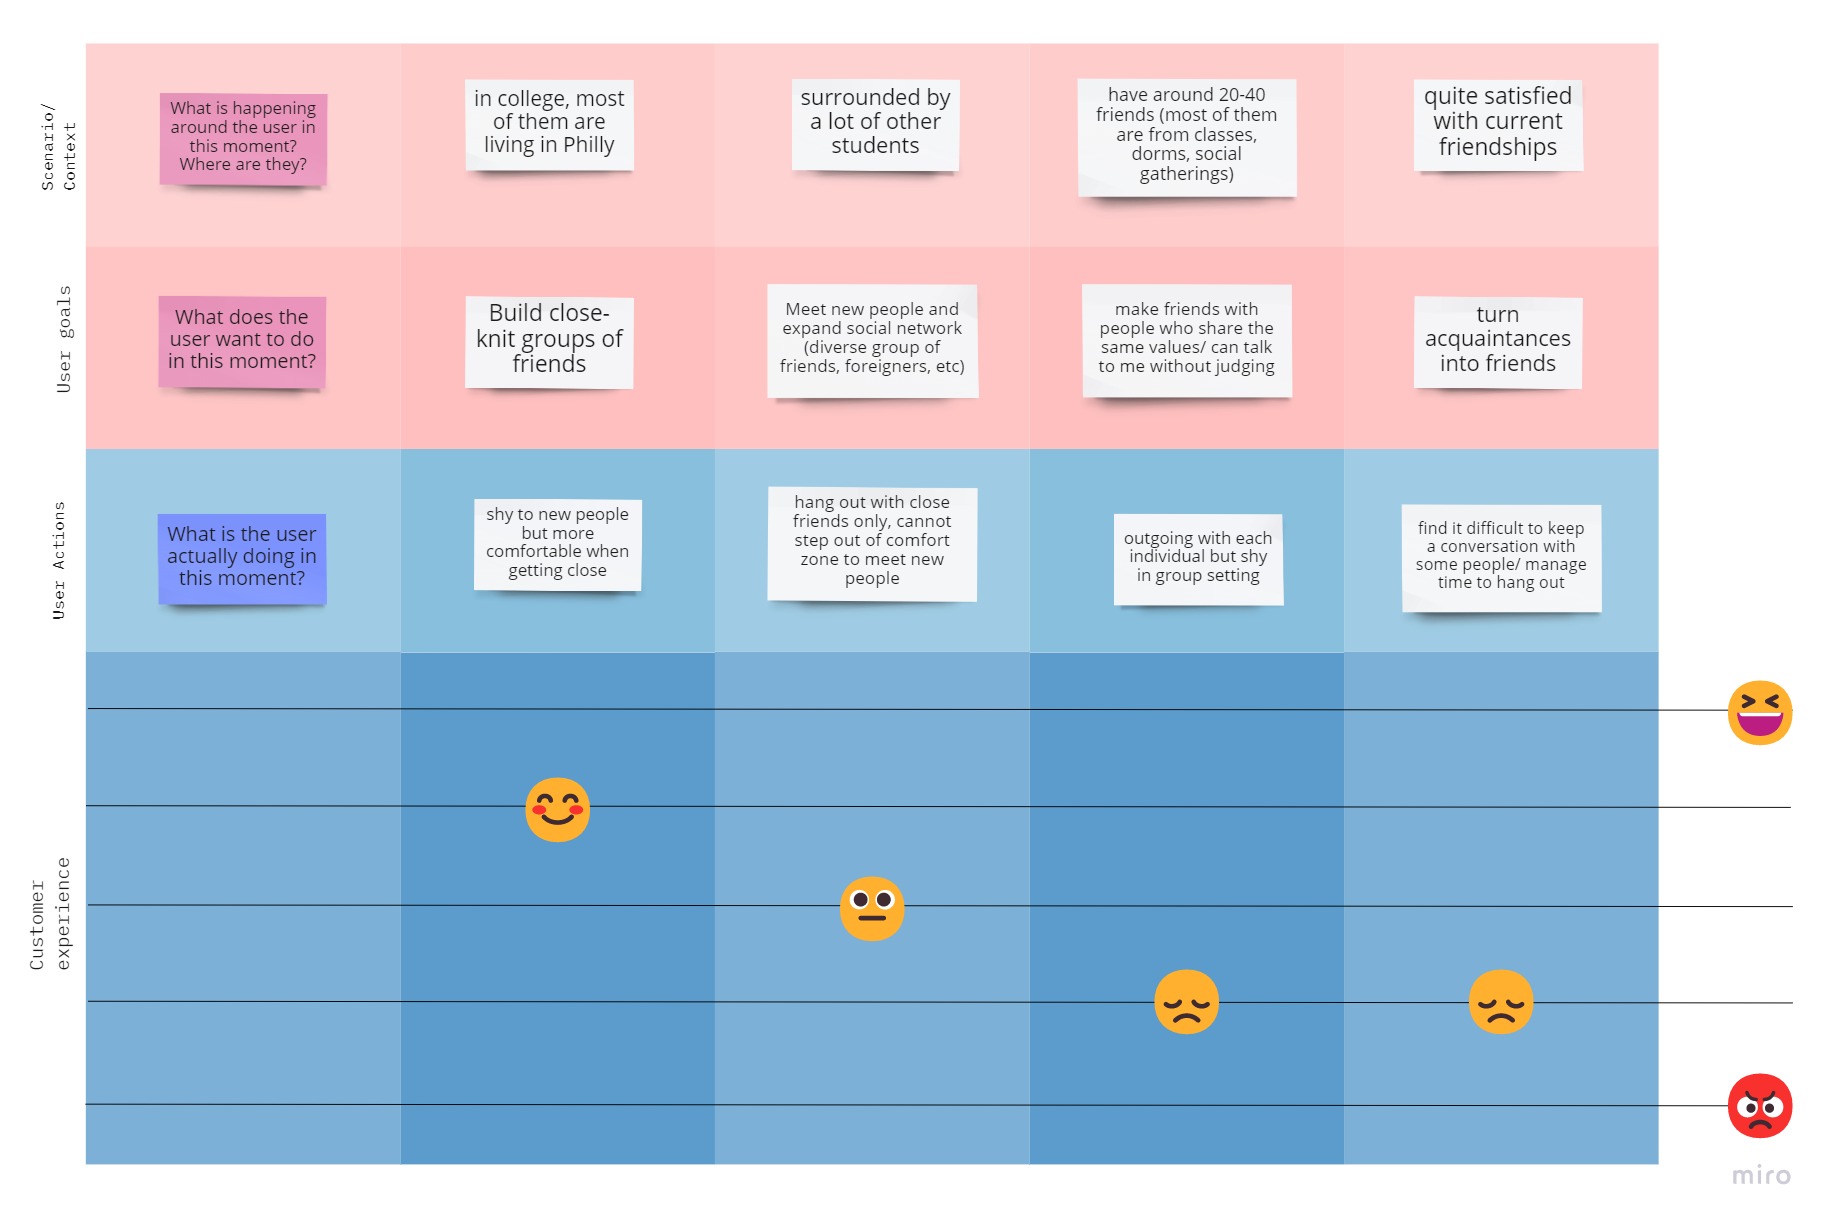 Scenario/
Context
What is happening
around the user in
this moment?
Where are they?
in college, most
of them are
living in Philly
surrounded by
a lot of other
students
have around 20-40
friends (most of them
are from classes,
dorms, social
gatherings)
quite satisfied
with current
friendships
User goals
What does the
user want to do
in this moment?
Build close-
knit groups of
friends
Meet new people and
expand social network
(diverse group of
friends, foreigners, etc)
make friends with
people who share the
same values/ can talk
to me without judging
turn
acquaintances
into friends
User Actions
What is the user
actually doing in
this moment?
shy to new people
but more
comfortable when
getting close
hang out with close
friends only, cannot
step out of comfort
zone to meet new
people
outgoing with each
individual but shy
in group setting
find it difficult to keep
a conversation with
some people/ manage
time to hang out
Customer
experience
miro